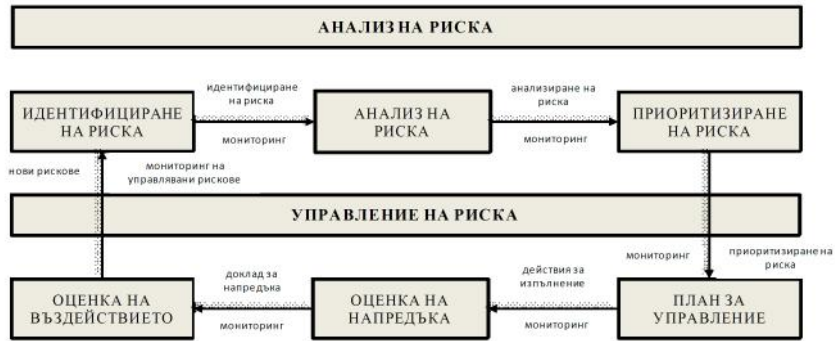 АНАЛИЗ НА РИСКА
идентифициране
на риска
анализиране на
риска
ИДЕНТИФИЦИРАНЕ
НА РИСКА
АНАЛИЗ НА
РИСКА
ПРИОРИТИЗИРАНЕ
НА РИСКА
мониторинг
мониторинг
нови рискове
мониторинг на
управлявани рискове
УПРАВЛЕНИЕ НА РИСКА
мониторинг
приоритизиране на
риска
доклад за
напредъка
действия за
изпълнение
ОЦЕНКА НА
ВЪЗДЕЙСТВИЕТО
ОЦЕНКА НА
НАПРЕДЪКА
ПЛАН ЗА
УПРАВЛЕНИЕ
мониторинг
мониторинг